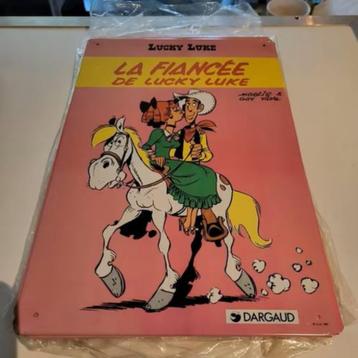 LUCKY LUKE
LA FIANCÉE
DE LUCKY LUKE
MORRIS &
GUY VIDAL
DARGAUD